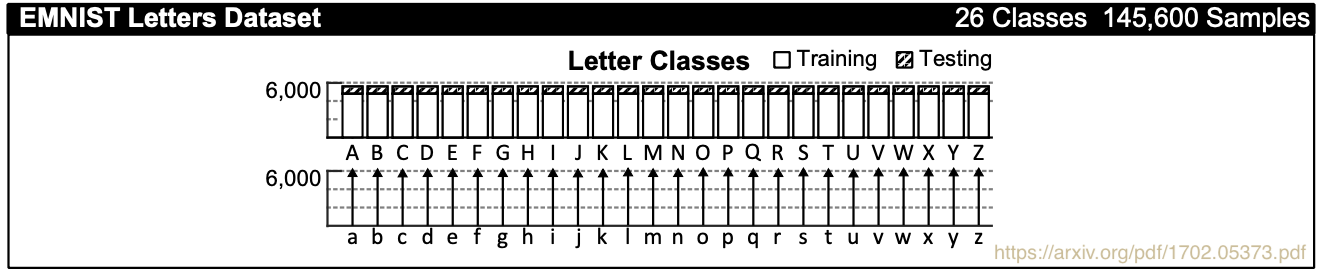 EMNIST Letters Dataset 26 Classes 145,600 Samples
Letter Classes Training Testing
6,000
A B C D E F G H I J K L M N O P Q R S T U V W X Y Z
6,000
a b c d e f g h i j k l m n o p q r s t u v w x y z
https://arxiv.org/pdf/1702.05373.pdf